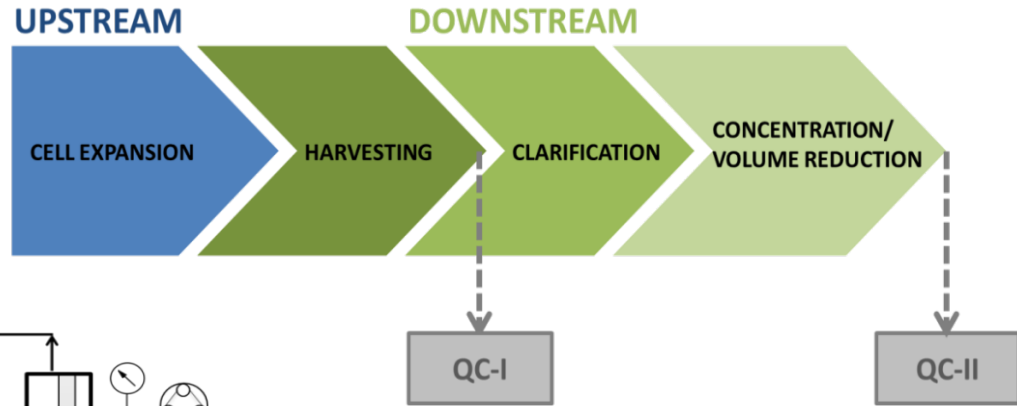 UPSTREAM
DOWNSTREAM
CELL EXPANSION
HARVESTING
CLARIFICATION
CONCENTRATION/
VOLUME REDUCTION
QC-I
QC-II